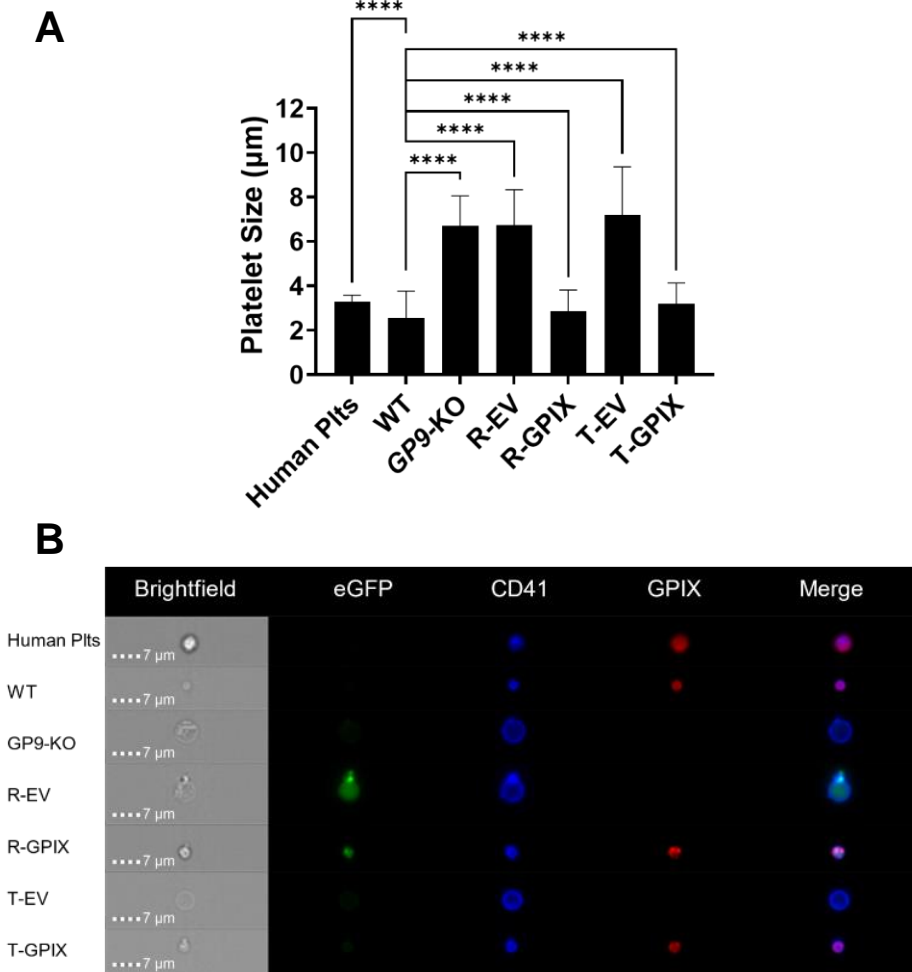 A
****
****
****
****
****
****
Platelet Size (µm)
12
10
8
6
4
2
0
Human Plts
WT
GP9-KO
R-EV
R-GPIX
T-EV
T-GPIX
B
Brightfield eGFP CD41 GPIX Merge
Human Plts
7 µm
WT
7 µm
GP9-KO
7 µm
R-EV
7 µm
R-GPIX
7 µm
T-EV
7 µm
T-GPIX
7 µm